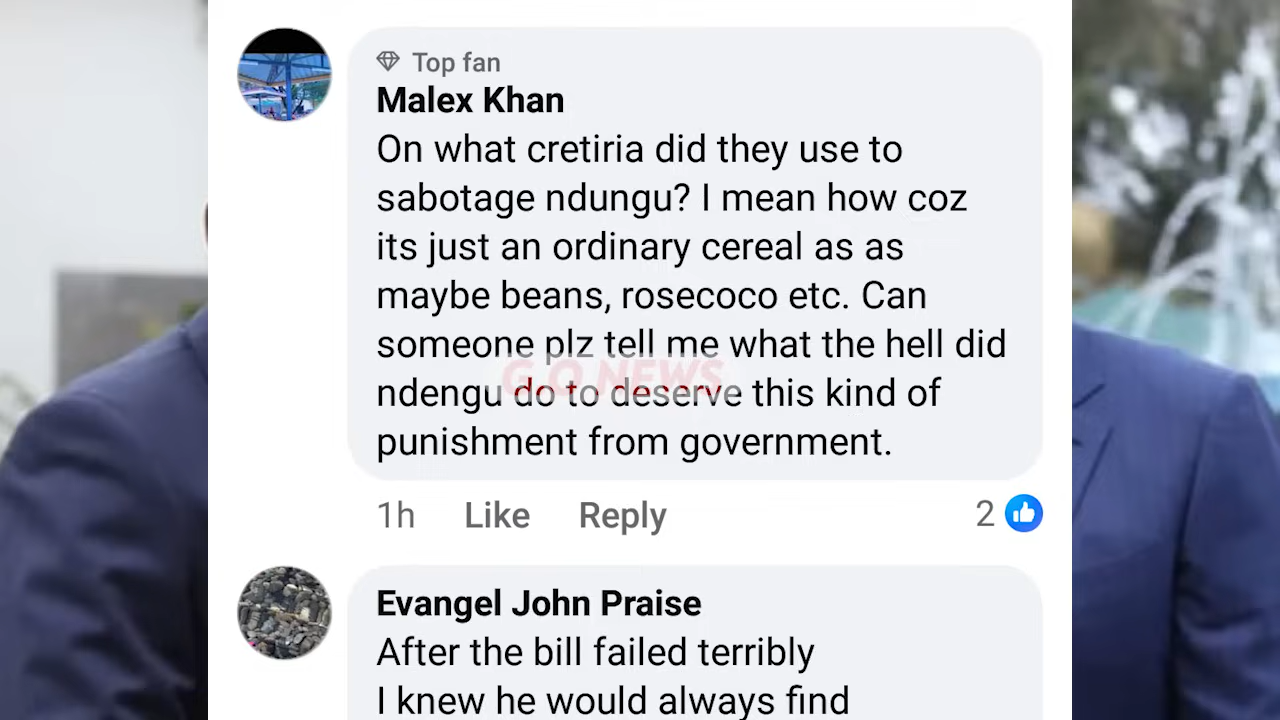 Top fan
Malex Khan
On what cretiria did they use to
sabotage ndungu? I mean how coz
its just an ordinary cereal as as
maybe beans, rosecoco etc. Can
someone plz tell me what the hell did
ndengu do to deserve this kind of
punishment from government.
G.O NEWS
1h Like Reply 2
Evangel John Praise
After the bill failed terribly
I knew he would always find